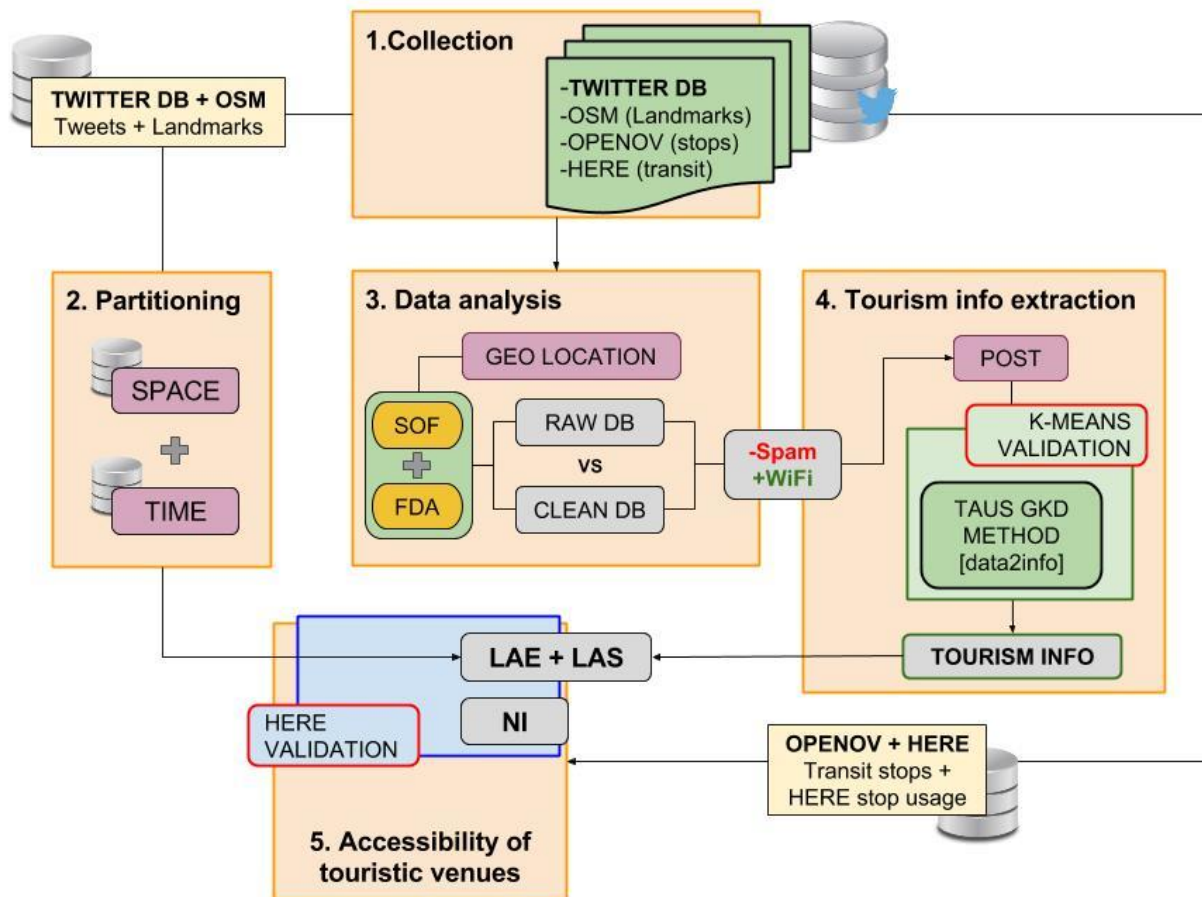 1.Collection
-TWITTER DB
-OSM (Landmarks)
-OPENOV (stops)
-HERE (transit)
TWITTER DB + OSM
Tweets + Landmarks
2. Partitioning
SPACE
TIME
3. Data analysis
GEO LOCATION
SOF
FDA
RAW DB
vs
CLEAN DB
-Spam
+WiFi
4. Tourism info extraction
POST
K-MEANS
VALIDATION
TAUS GKD
METHOD
[data2info]
TOURISM INFO
LAE + LAS
NI
HERE
VALIDATION
5. Accessibility of
touristic venues
OPENOV + HERE
Transit stops +
HERE stop usage